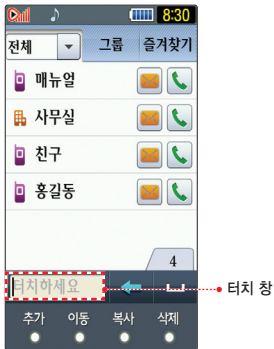 8:30
전체 그룹 즐겨찾기
매뉴얼
사무실
친구
홍길동
4
터치하세요 터치 창
추가 이동 복사 삭제